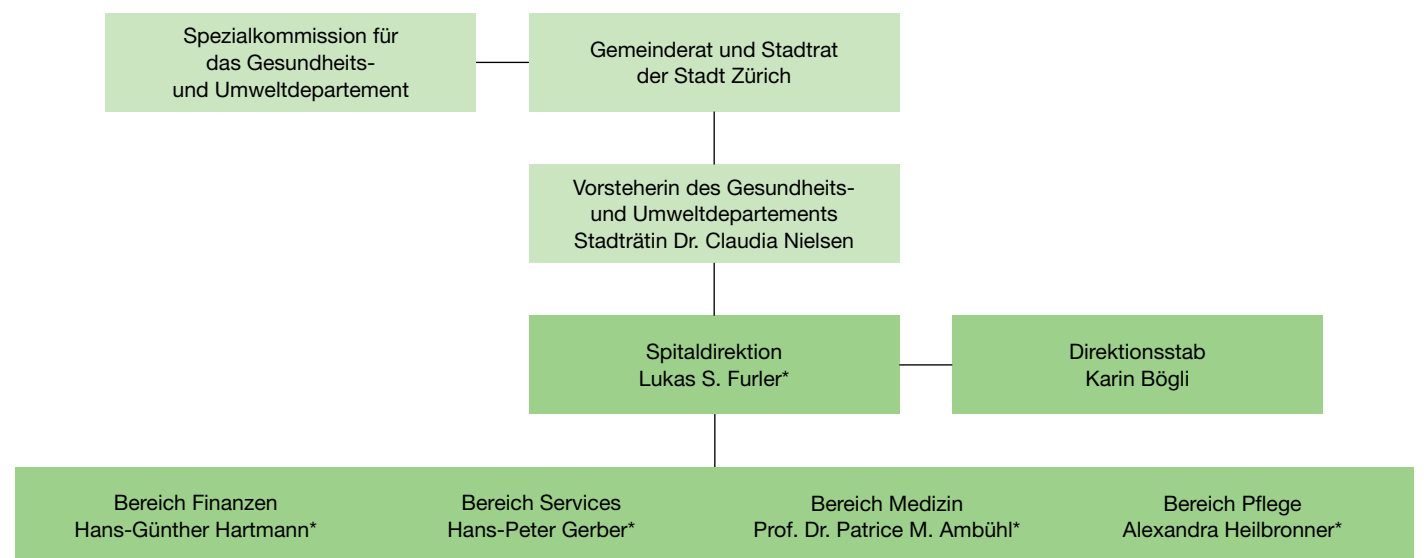 Spezialkommission für
das Gesundheits-
und Umweltdepartement
Gemeinderat und Stadtrat
der Stadt Zürich
Vorsteherin des Gesundheits-
und Umweltdepartements
Stadträtin Dr. Claudia Nielsen
Spitaldirektion
Lukas S. Furler*
Direktionsstab
Karin Bögli
Bereich Finanzen
Hans-Günther Hartmann*
Bereich Services
Hans-Peter Gerber*
Bereich Medizin
Prof. Dr. Patrice M. Ambühl*
Bereich Pflege
Alexandra Heilbronner*